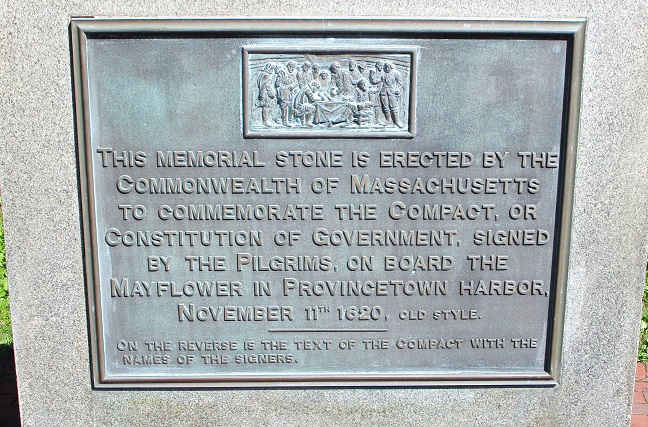 THIS MEMORIAL STONE IS ERECTED BY THE
COMMONWEALTH OF MASSACHUSETTS
TO COMMEMORATE THE COMPACT, OR
CONSTITUTION OF GOVERNMENT, SIGNED
BY THE PILGRIMS, ON BOARD THE
MAYFLOWER IN PROVINCETOWN HARBOR,
NOVEMBER 11TH 1620, OLD STYLE.
ON THE REVERSE IS THE TEXT OF THE COMPACT WITH THE
NAMES OF THE SIGNERS.